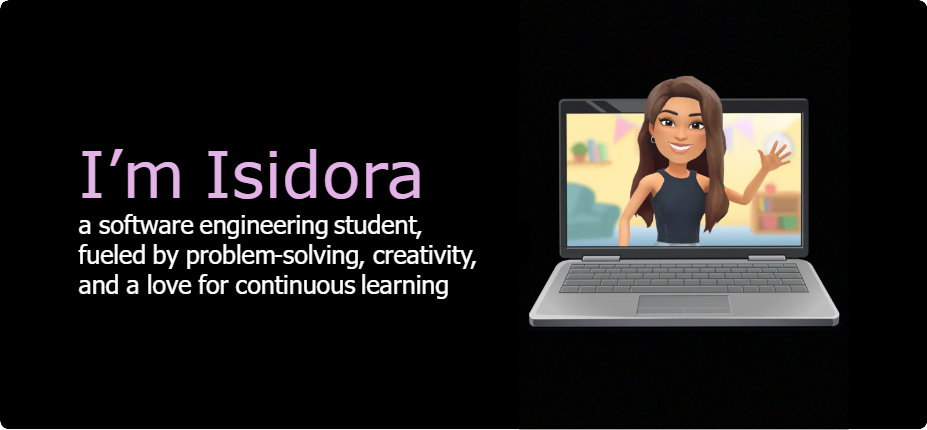 I’m Isidora
a software engineering student,
fueled by problem-solving, creativity,
and a love for continuous learning